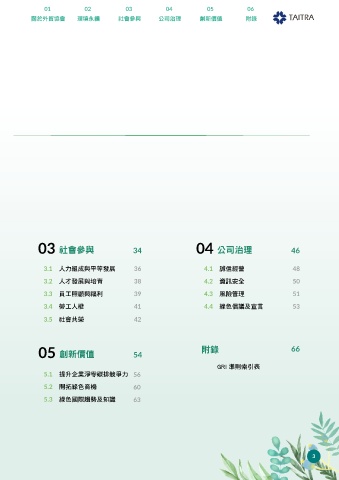 01 02 03 04 05 06
關於外貿協會 環境永續 社會參與 公司治理 創新價值 附錄
TAITRA
03 社會參與 34
3.1 人力組成與平等發展 36
3.2 人才發展與培育 38
3.3 員工照顧與福利 39
3.4 勞工人權 41
3.5 社會共榮 42
04 公司治理 46
4.1 誠信經營 48
4.2 資訊安全 50
4.3 風險管理 51
4.4 綠色倡議及宣言 53
05 創新價值 54
5.1 提升企業淨零碳排競爭力 56
5.2 開拓綠色商機 60
5.3 綠色國際趨勢及知識 63
附錄 66
GRI 準則索引表
3